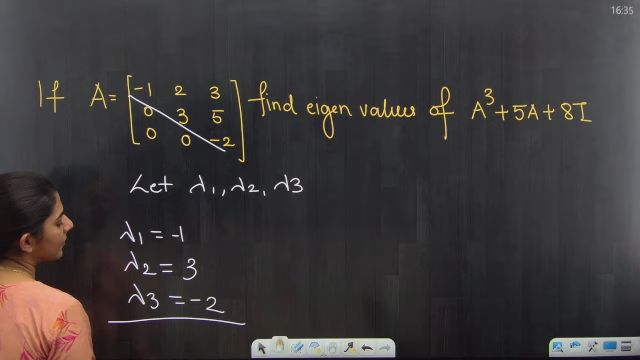 16:35
If A = [-1 2 3
0 3 5
0 0 -2] find eigen values of A³ + 5A + 8I
Let λ1, λ2, λ3
λ1 = -1
λ2 = 3
λ3 = -2